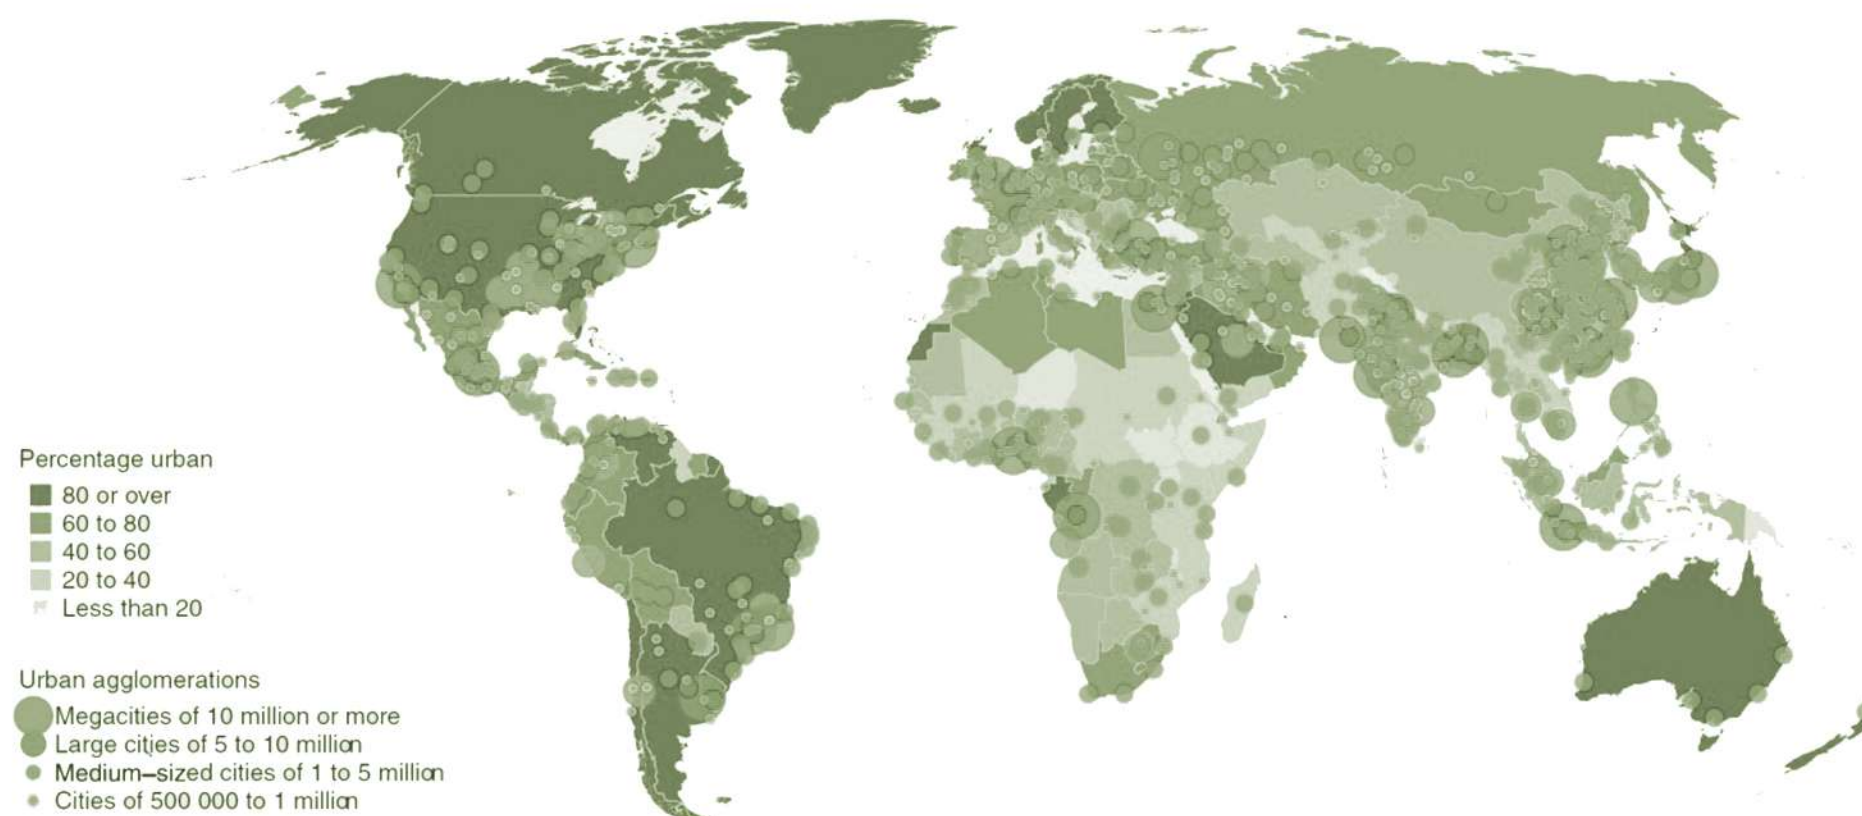 Percentage urban
80 or over
60 to 80
40 to 60
20 to 40
Less than 20
Urban agglomerations
Megacities of 10 million or more
Large cities of 5 to 10 million
Medium–sized cities of 1 to 5 million
Cities of 500 000 to 1 million